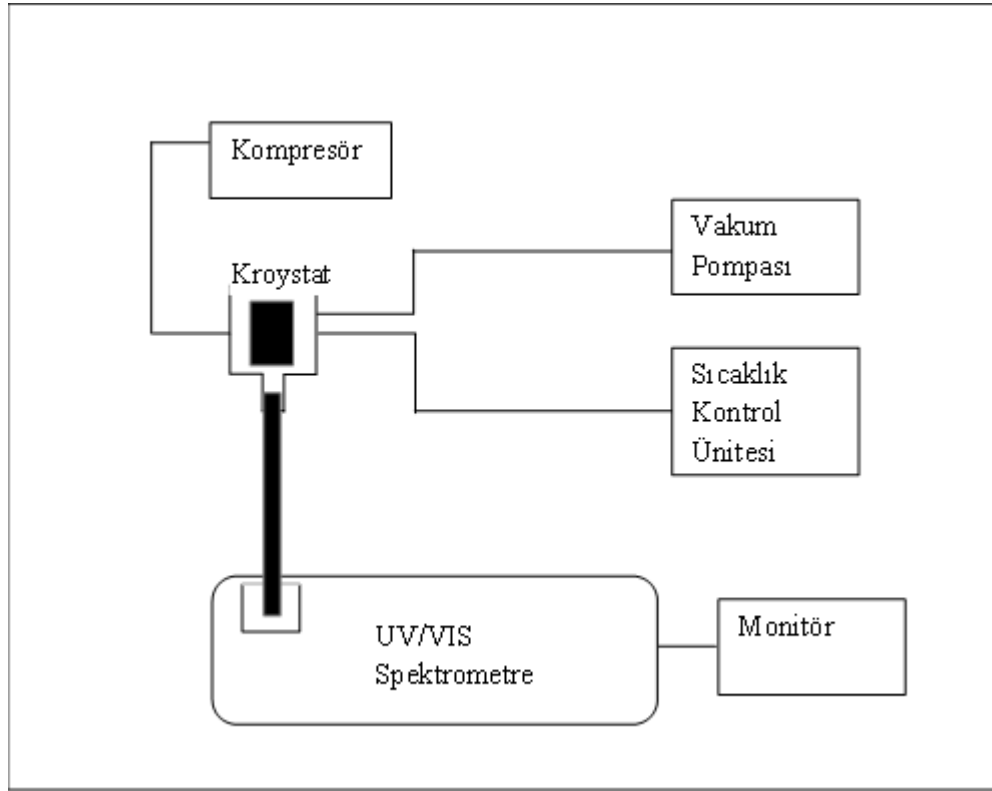 Kompresör
Vakum
Pompası
Kroystat
Sıcaklık
Kontrol
Ünitesi
UV/VIS
Spektrometre
Monitör